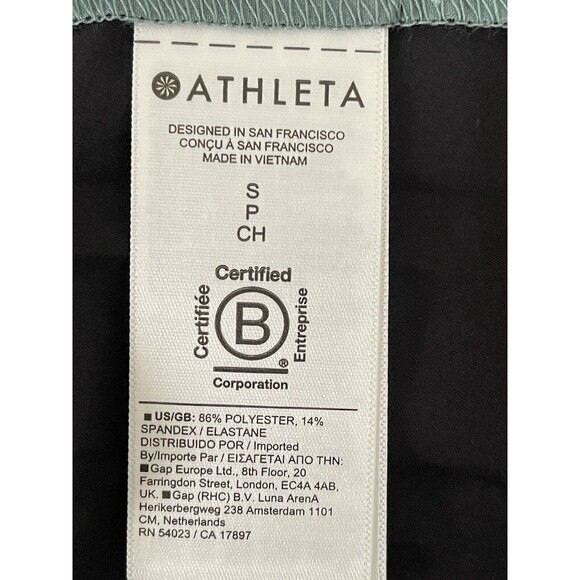 ATHLETA
DESIGNED IN SAN FRANCISCO
CONÇU À SAN FRANCISCO
MADE IN VIETNAM
S
P
CH
Certified
Certifiée
B
Entreprise
®
Corporation
■ US/GB: 86% POLYESTER, 14%
SPANDEX / ELASTANE
DISTRIBUIDO POR / Imported
By/Importe Par / ΕΙΣΑΓΕΤΑΙ ΑΠΟ ΤΗΝ:
■ Gap Europe Ltd., 8th Floor, 20
Farringdon Street, London, EC4A 4AB,
UK. ■ Gap (RHC) B.V. Luna ArenA
Herikerbergweg 238 Amsterdam 1101
CM, Netherlands
RN 54023 / CA 17897